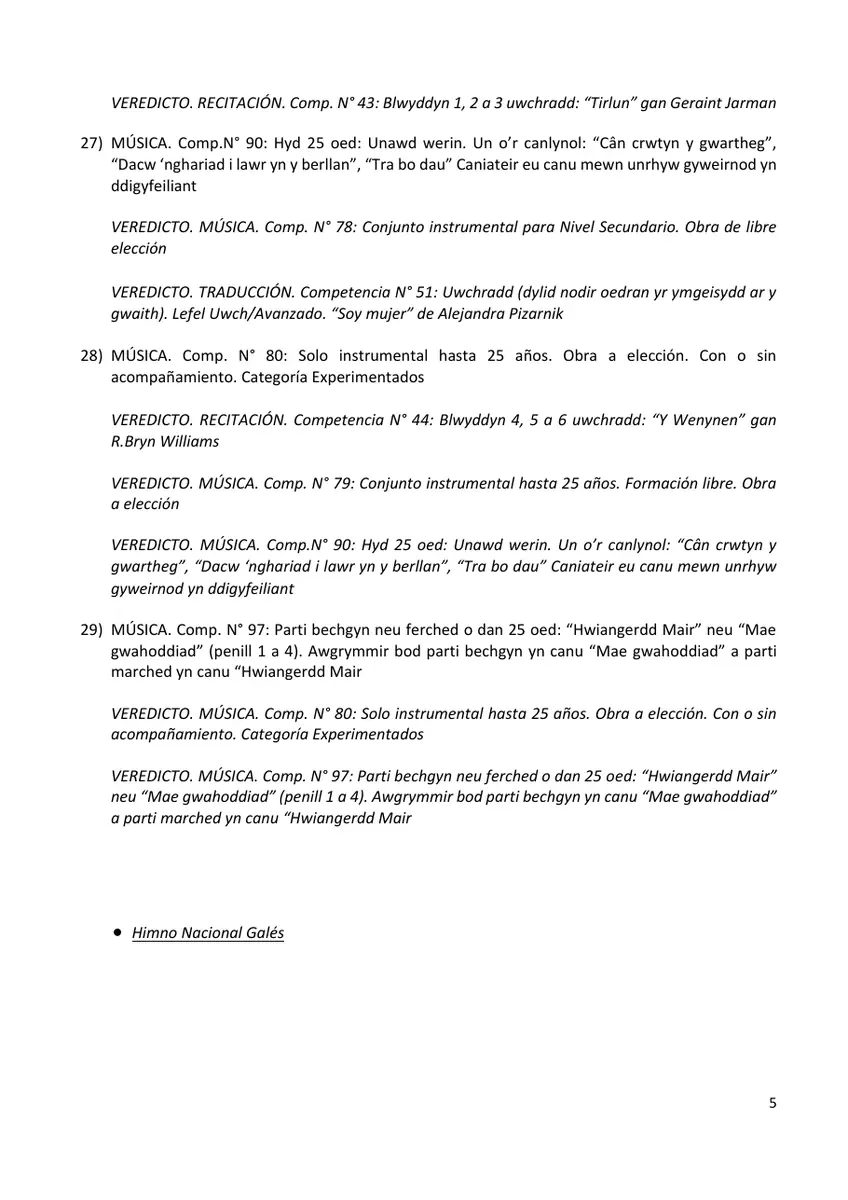 VEREDICTO. RECITACIÓN. Comp. N° 43: Blwyddyn 1, 2 a 3 uwchradd: “Tirlun” gan Geraint Jarman
27) MÚSICA. Comp.N° 90: Hyd 25 oed: Unawd werin. Un o’r canlynol: “Cân crwtyn y gwartheg”,
“Dacw ‘nghariad i lawr yn y berllan”, “Tra bo dau” Caniateir eu canu mewn unrhyw gyweirnod yn
ddigyfeiliant
VEREDICTO. MÚSICA. Comp. N° 78: Conjunto instrumental para Nivel Secundario. Obra de libre
elección
VEREDICTO. TRADUCCIÓN. Competencia N° 51: Uwchradd (dylid nodir oedran yr ymgeisydd ar y
gwaith). Lefel Uwch/Avanzado. “Soy mujer” de Alejandra Pizarnik
28) MÚSICA. Comp. N° 80: Solo instrumental hasta 25 años. Obra a elección. Con o sin
acompañamiento. Categoría Experimentados
VEREDICTO. RECITACIÓN. Competencia N° 44: Blwyddyn 4, 5 a 6 uwchradd: “Y Wenynen” gan
R.Bryn Williams
VEREDICTO. MÚSICA. Comp. N° 79: Conjunto instrumental hasta 25 años. Formación libre. Obra
a elección
VEREDICTO. MÚSICA. Comp.N° 90: Hyd 25 oed: Unawd werin. Un o’r canlynol: “Cân crwtyn y
gwartheg”, “Dacw ‘nghariad i lawr yn y berllan”, “Tra bo dau” Caniateir eu canu mewn unrhyw
gyweirnod yn ddigyfeiliant
29) MÚSICA. Comp. N° 97: Parti bechgyn neu ferched o dan 25 oed: “Hwiangerdd Mair” neu “Mae
gwahoddiad” (penill 1 a 4). Awgrymmir bod parti bechgyn yn canu “Mae gwahoddiad” a parti
marched yn canu “Hwiangerdd Mair
VEREDICTO. MÚSICA. Comp. N° 80: Solo instrumental hasta 25 años. Obra a elección. Con o sin
acompañamiento. Categoría Experimentados
VEREDICTO. MÚSICA. Comp. N° 97: Parti bechgyn neu ferched o dan 25 oed: “Hwiangerdd Mair”
neu “Mae gwahoddiad” (penill 1 a 4). Awgrymmir bod parti bechgyn yn canu “Mae gwahoddiad”
a parti marched yn canu “Hwiangerdd Mair
● Himno Nacional Galés
5